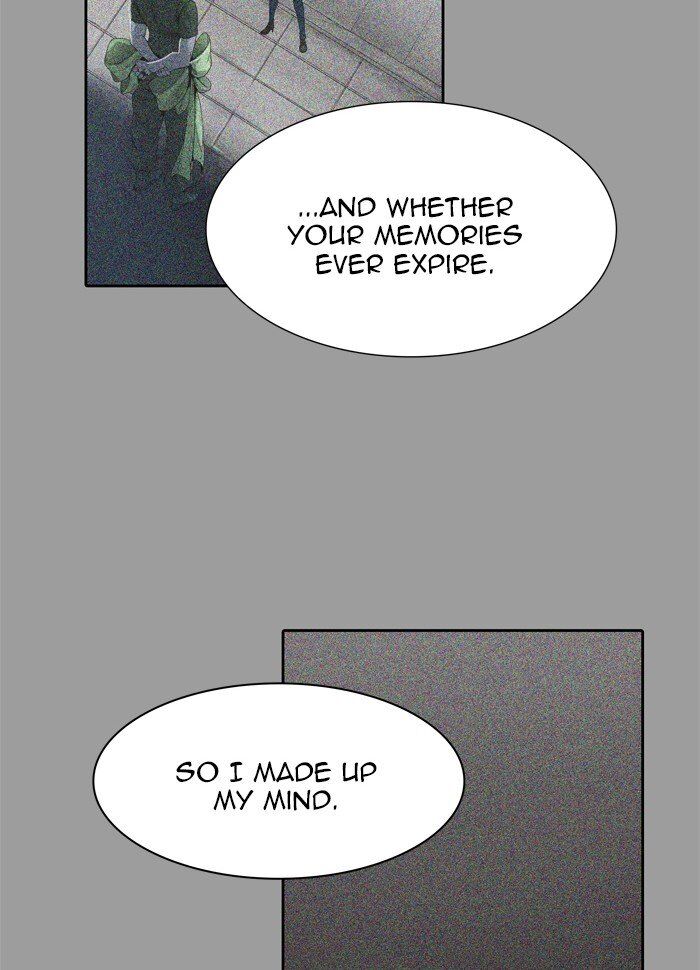 ...AND WHETHER
YOUR MEMORIES
EVER EXPIRE.
SO I MADE UP
MY MIND.